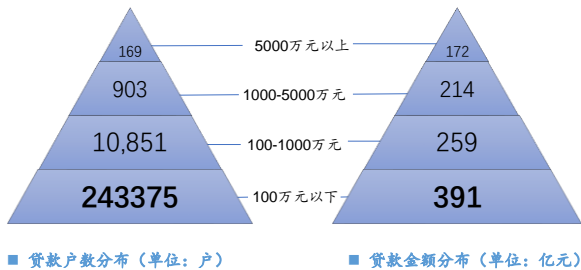 169
5000万元以上
172
903
1000-5000万元
214
10,851
100-1000万元
259
243375
100万元以下
391
■ 贷款户数分布（单位：户）
■ 贷款金额分布（单位：亿元）